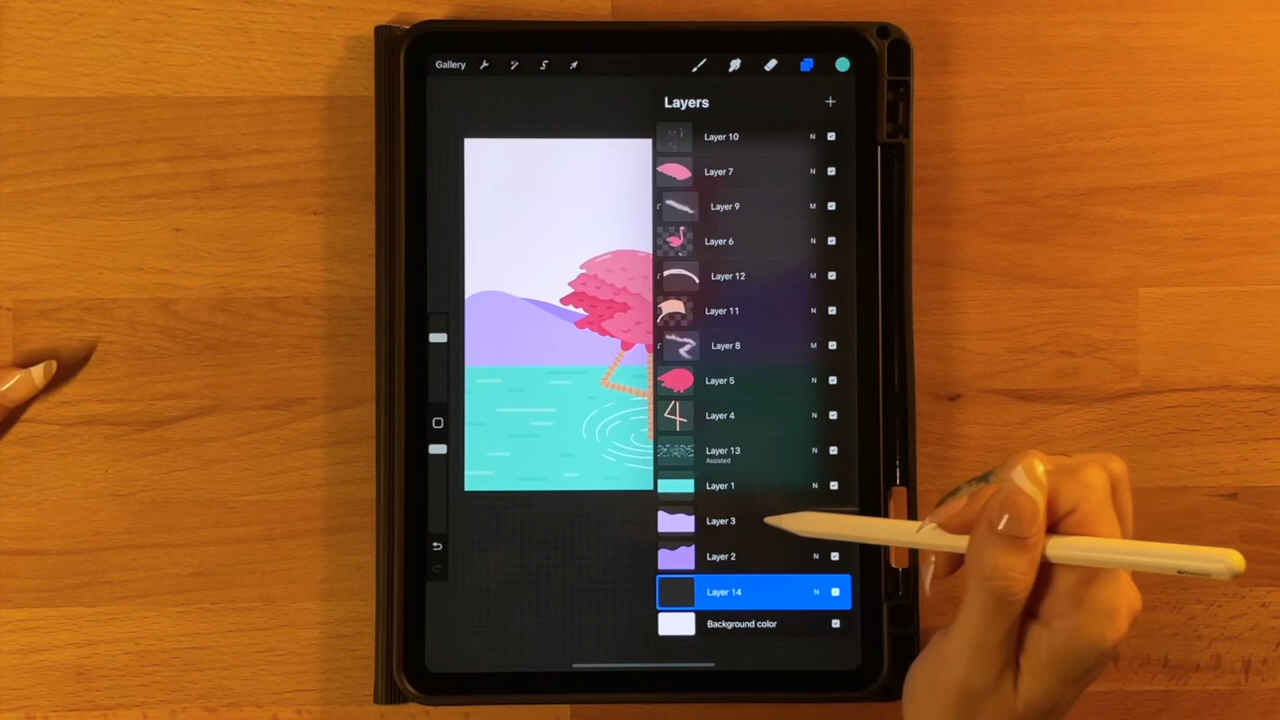 Gallery
Layers
Layer 10 N
Layer 7 N
Layer 9 M
Layer 6 N
Layer 12 M
Layer 11 N
Layer 8 M
Layer 5 N
Layer 4 N
Layer 13 N
Assisted
Layer 1 N
Layer 3
Layer 2 N
Layer 14 N
Background color